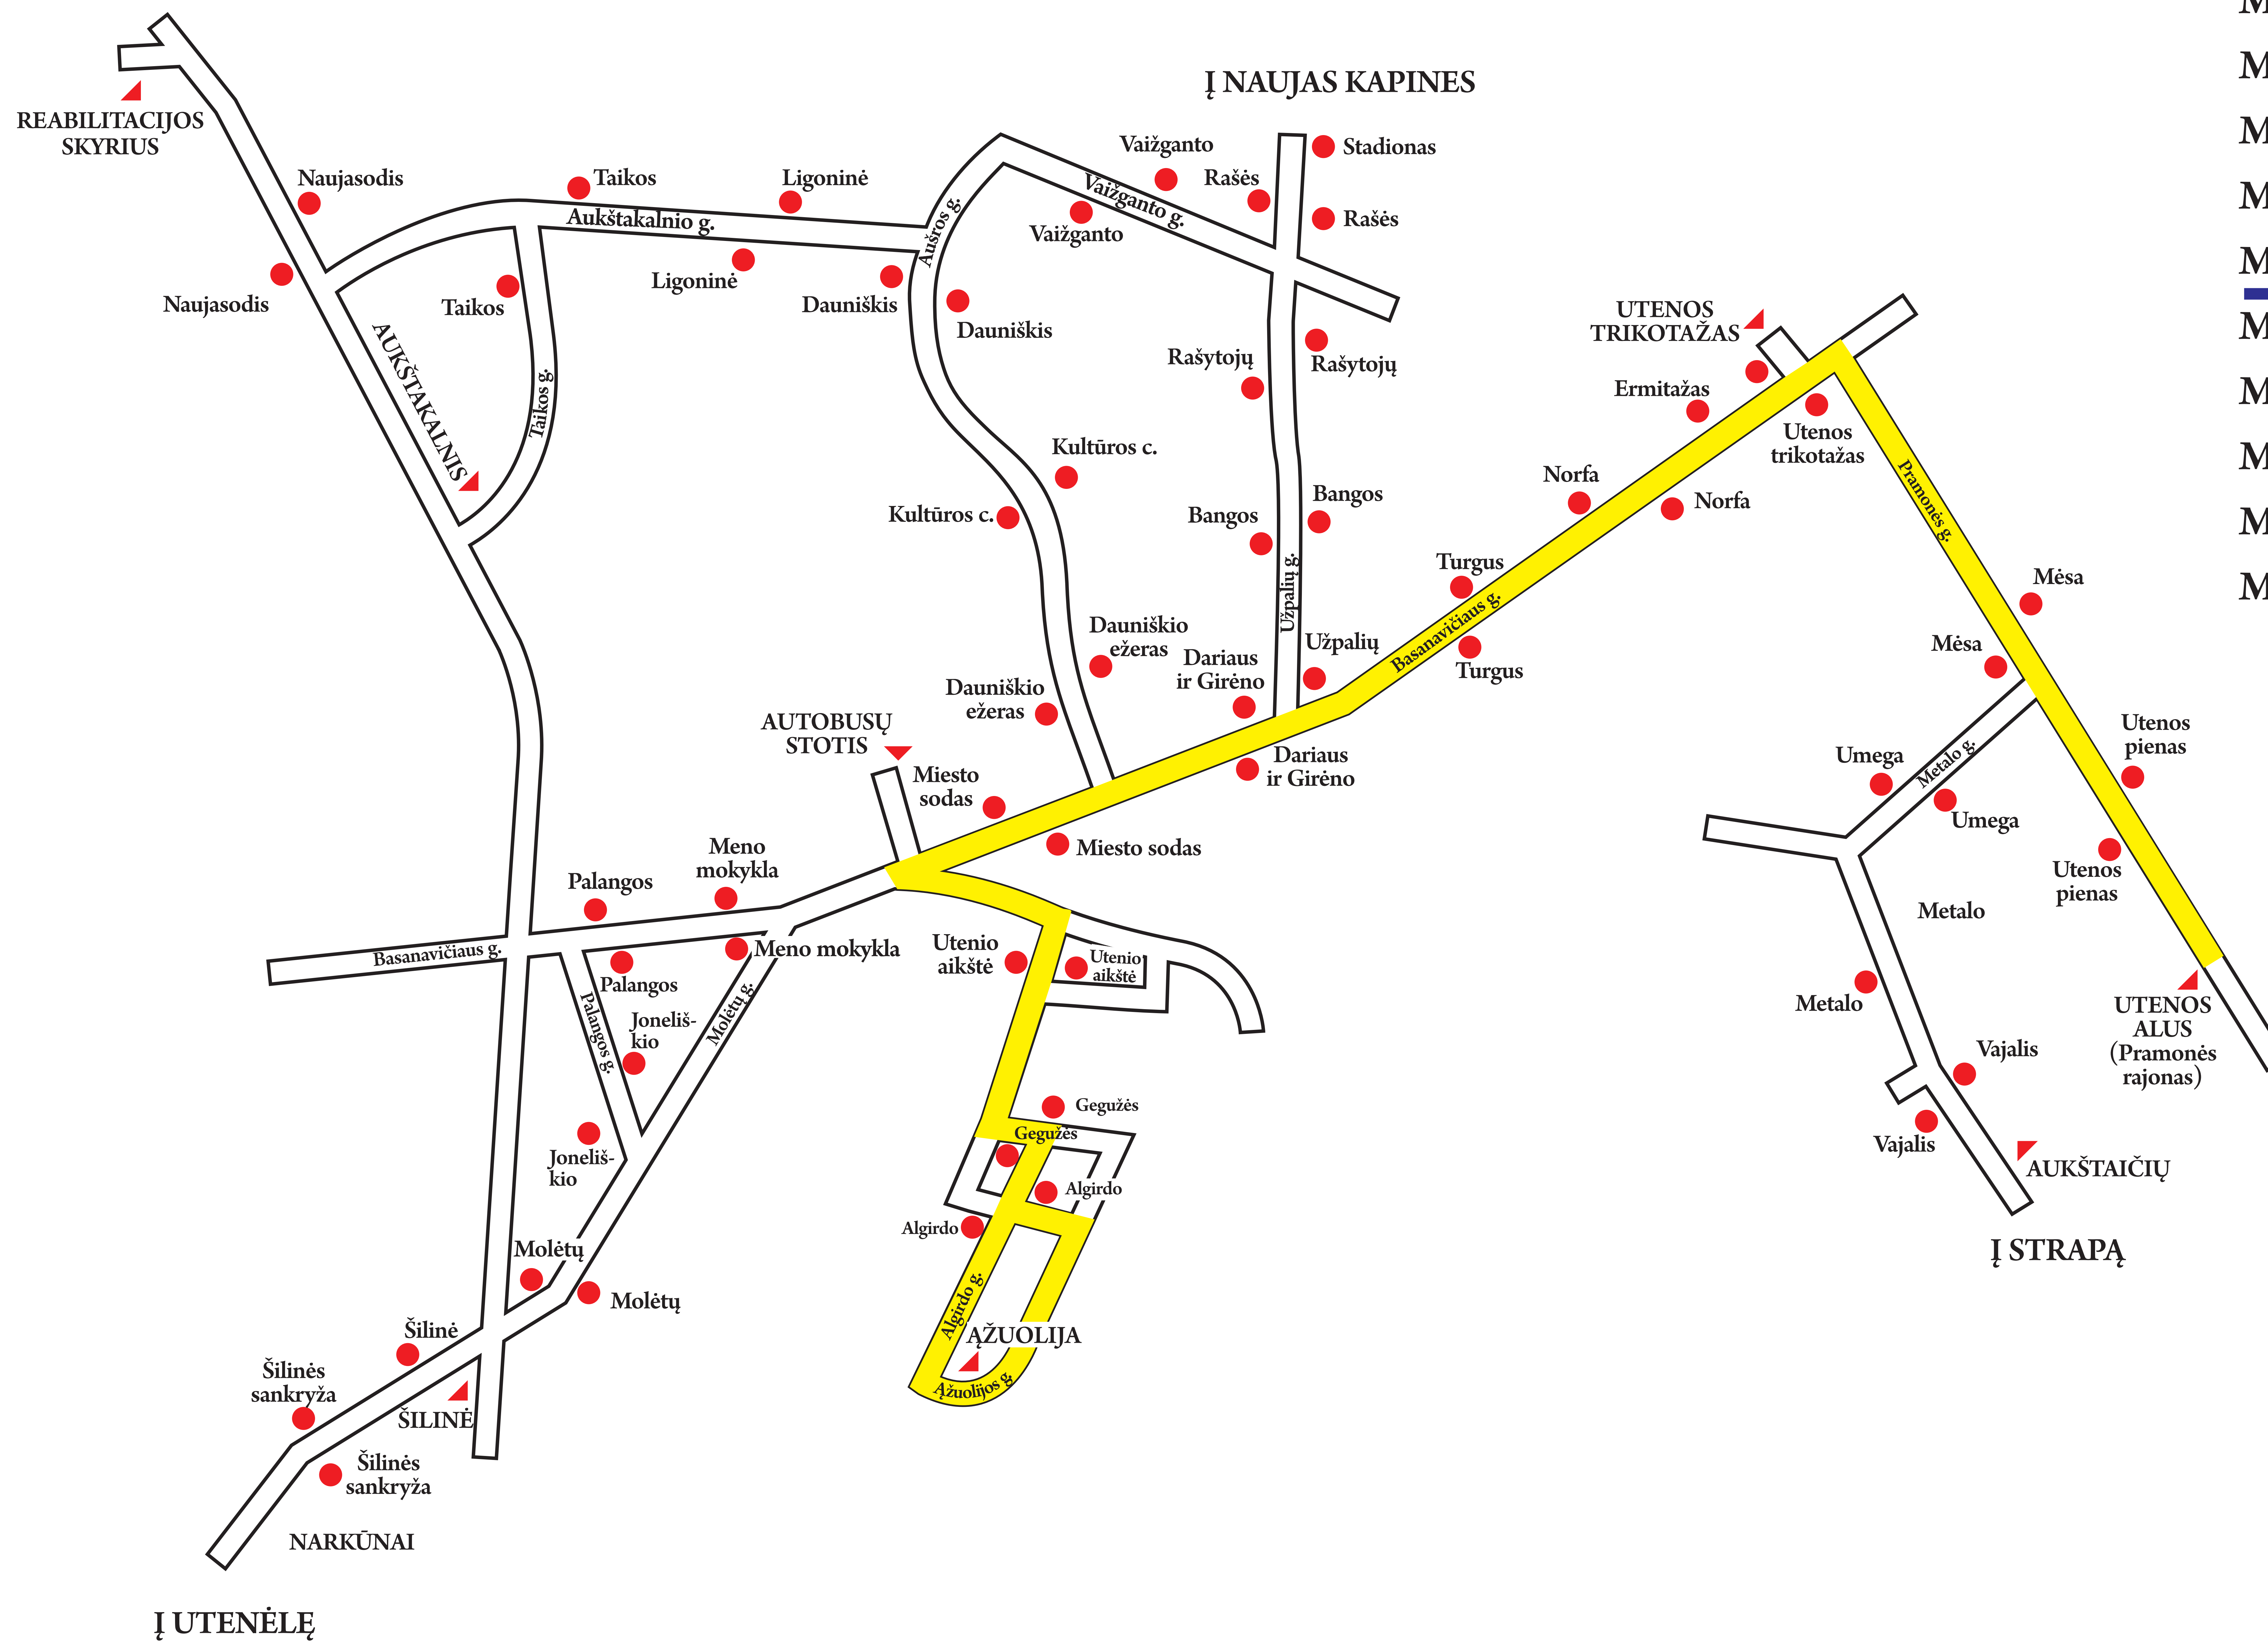 Į NAUJAS KAPINES
REABILITACIJOS
SKYRIUS
Naujasodis
Naujasodis
Taikos
Aukštakalnio g.
Ligoninė
Ligoninė
Taikos
Taikos g.
AUKŠTAKALNIS
Dauniškis
Dauniškis
Aušros g.
Vaižganto
Vaižganto g.
Vaižganto
Rašės
Stadionas
Rašės
Rašytojų
Rašytojų
Kultūros c.
Kultūros c.
Bangos
Bangos
Užpalių g.
Užpalių
Dauniškio
ežeras
Dauniškio
ežeras
Dariaus
ir Girėno
Dariaus
ir Girėno
UTENOS
TRIKOTAŽAS
Ermitažas
Utenos
trikotažas
Norfa
Norfa
Turgus
Basanavičiaus g.
Turgus
Pramonės g.
Mėsa
Mėsa
Utenos
pienas
Utenos
pienas
Umega
Metalo g.
Umega
Metalo
Metalo
Vajalis
Vajalis
UTENOS
ALUS
(Pramonės
rajonas)
AUKŠTAIČIŲ
Į STRAPĄ
AUTOBUSŲ
STOTIS
Miesto
sodas
Miesto sodas
Meno
mokykla
Meno mokykla
Palangos
Basanavičiaus g.
Palangos
Palangos g.
Joneliš-
kio
Joneliš-
kio
Molėtų g.
Utenio
aikštė
Utenio
aikštė
Gegužės
Gegužės
Algirdo
Algirdo
Algirdo g.
ĄŽUOLIJA
Ąžuolijos g.
Molėtų
Molėtų
Šilinė
Šilinės
sankryža
ŠILINĖ
Šilinės
sankryža
NARKŪNAI
Į UTENĖLĘ
M
M
M
M
M
M
M
M
M
M